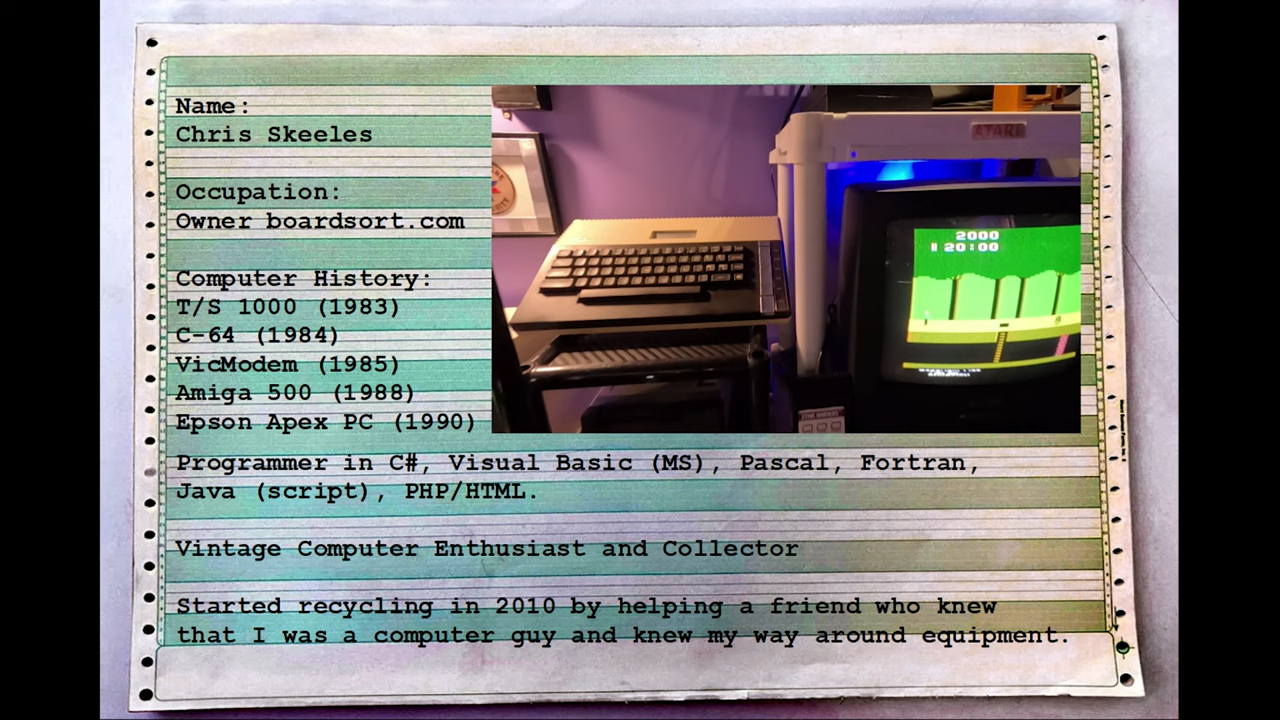 Name:
Chris Skeeles
Occupation:
Owner boardsort.com
Computer History:
T/S 1000 (1983)
C-64 (1984)
VicModem (1985)
Amiga 500 (1988)
Epson Apex PC (1990)
ATARI
2000
20:00
STAR RAIDERS
Programmer in C#, Visual Basic (MS), Pascal, Fortran,
Java (script), PHP/HTML.
Vintage Computer Enthusiast and Collector
Started recycling in 2010 by helping a friend who knew
that I was a computer guy and knew my way around equipment.